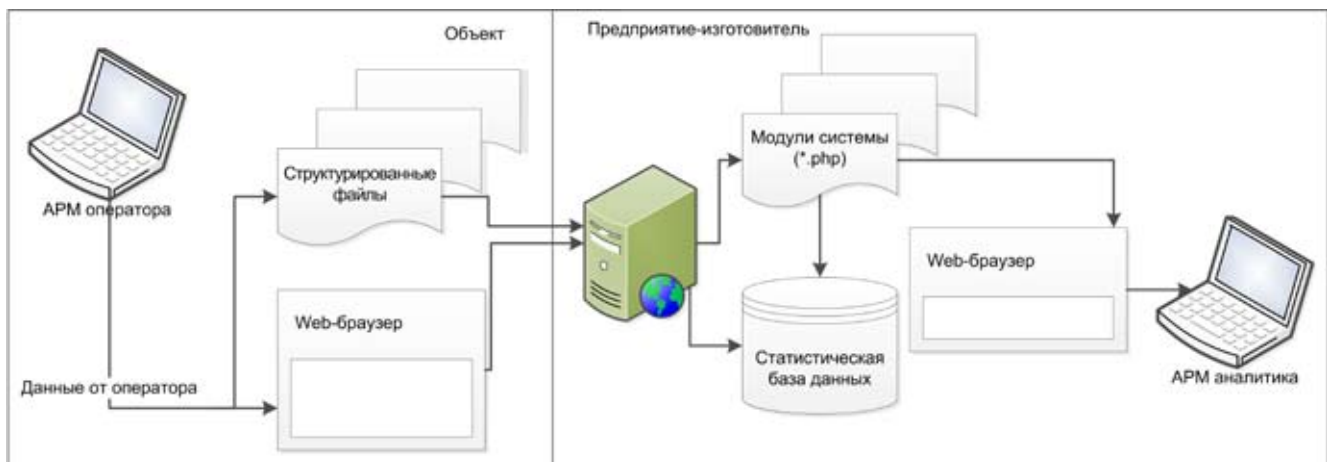 Объект
АРМ оператора
Структурированные
файлы
Web-браузер
Данные от оператора
Предприятие-изготовитель
Модули системы
(*.php)
Статистическая
база данных
Web-браузер
АРМ аналитика